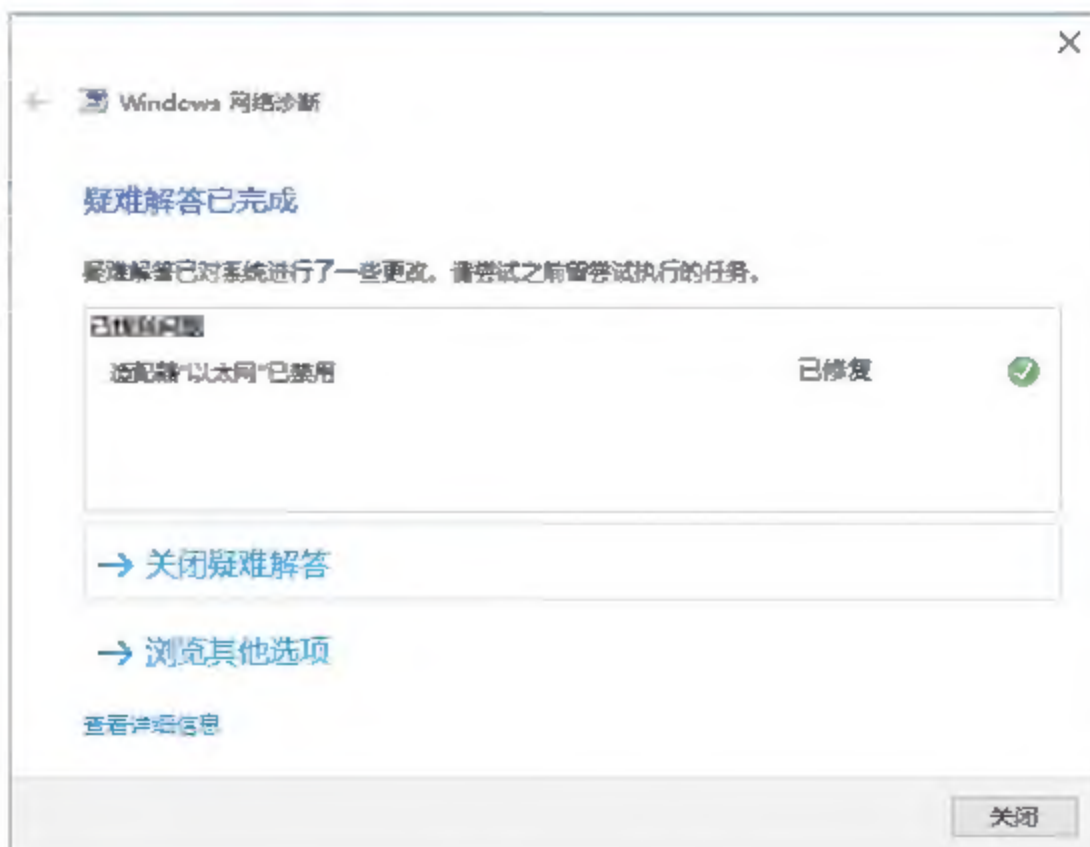 Windows 网络诊断
疑难解答已完成
疑难解答已对系统进行了一些更改。请尝试之前曾尝试执行的任务。
已找到问题
适配器"以太网"已禁用 已修复
→ 关闭疑难解答
→ 浏览其他选项
查看详细信息
关闭